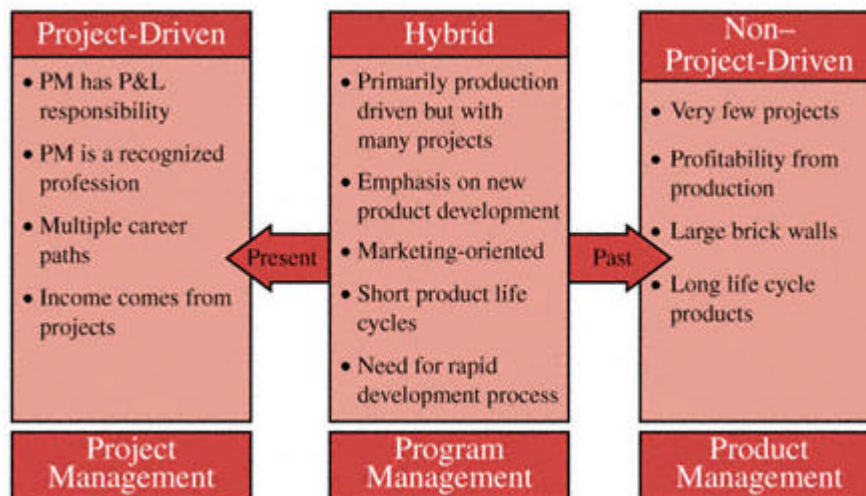 Project-Driven
• PM has P&L
responsibility
• PM is a recognized
profession
• Multiple career
paths
• Income comes from
projects
Project
Management
Present
Hybrid
• Primarily production
driven but with
many projects
• Emphasis on new
product development
• Marketing-oriented
• Short product life
cycles
• Need for rapid
development process
Program
Management
Past
Non–
Project-Driven
• Very few projects
• Profitability from
production
• Large brick walls
• Long life cycle
products
Product
Management